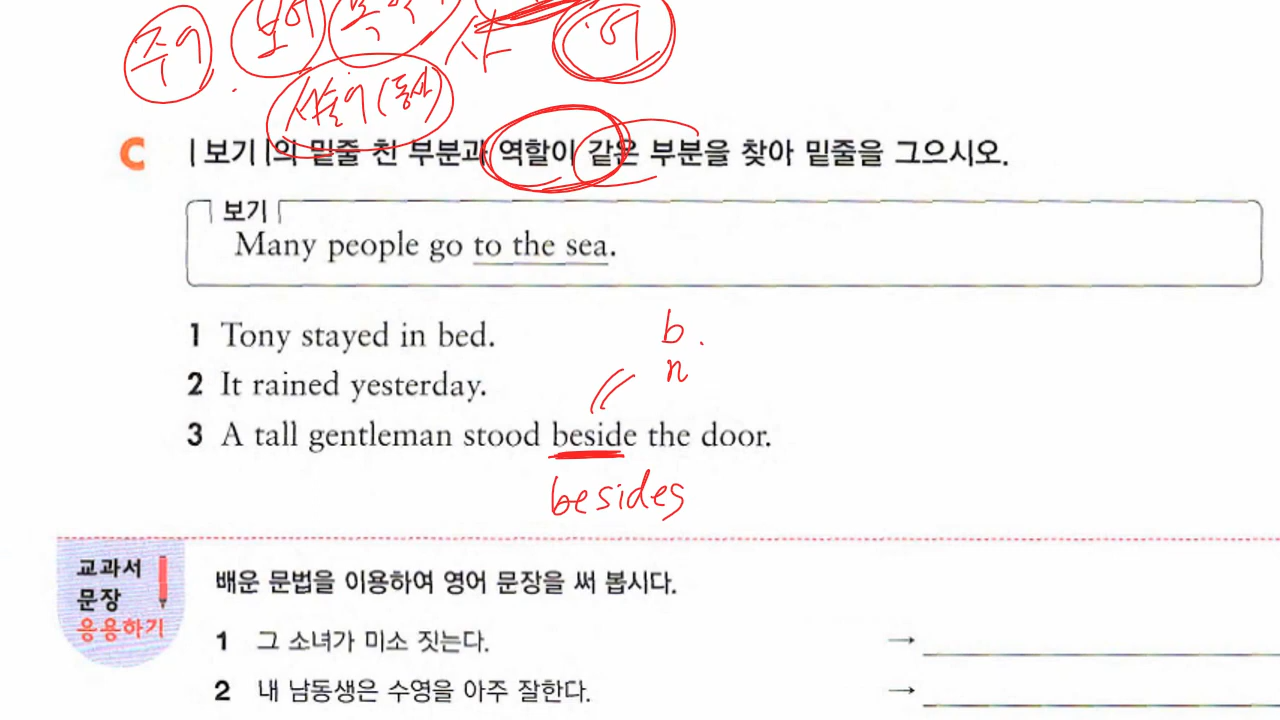 주어 보어 목적
서술어(동사)
C |보기|의 밑줄 친 부분과 역할이 같은 부분을 찾아 밑줄을 그으시오.
보기
Many people go to the sea.
1 Tony stayed in bed.
b.
n
2 It rained yesterday.
3 A tall gentleman stood beside the door.
besides
교과서
문장
응용하기
배운 문법을 이용하여 영어 문장을 써 봅시다.
1 그 소녀가 미소 짓는다. →
2 내 남동생은 수영을 아주 잘한다. →